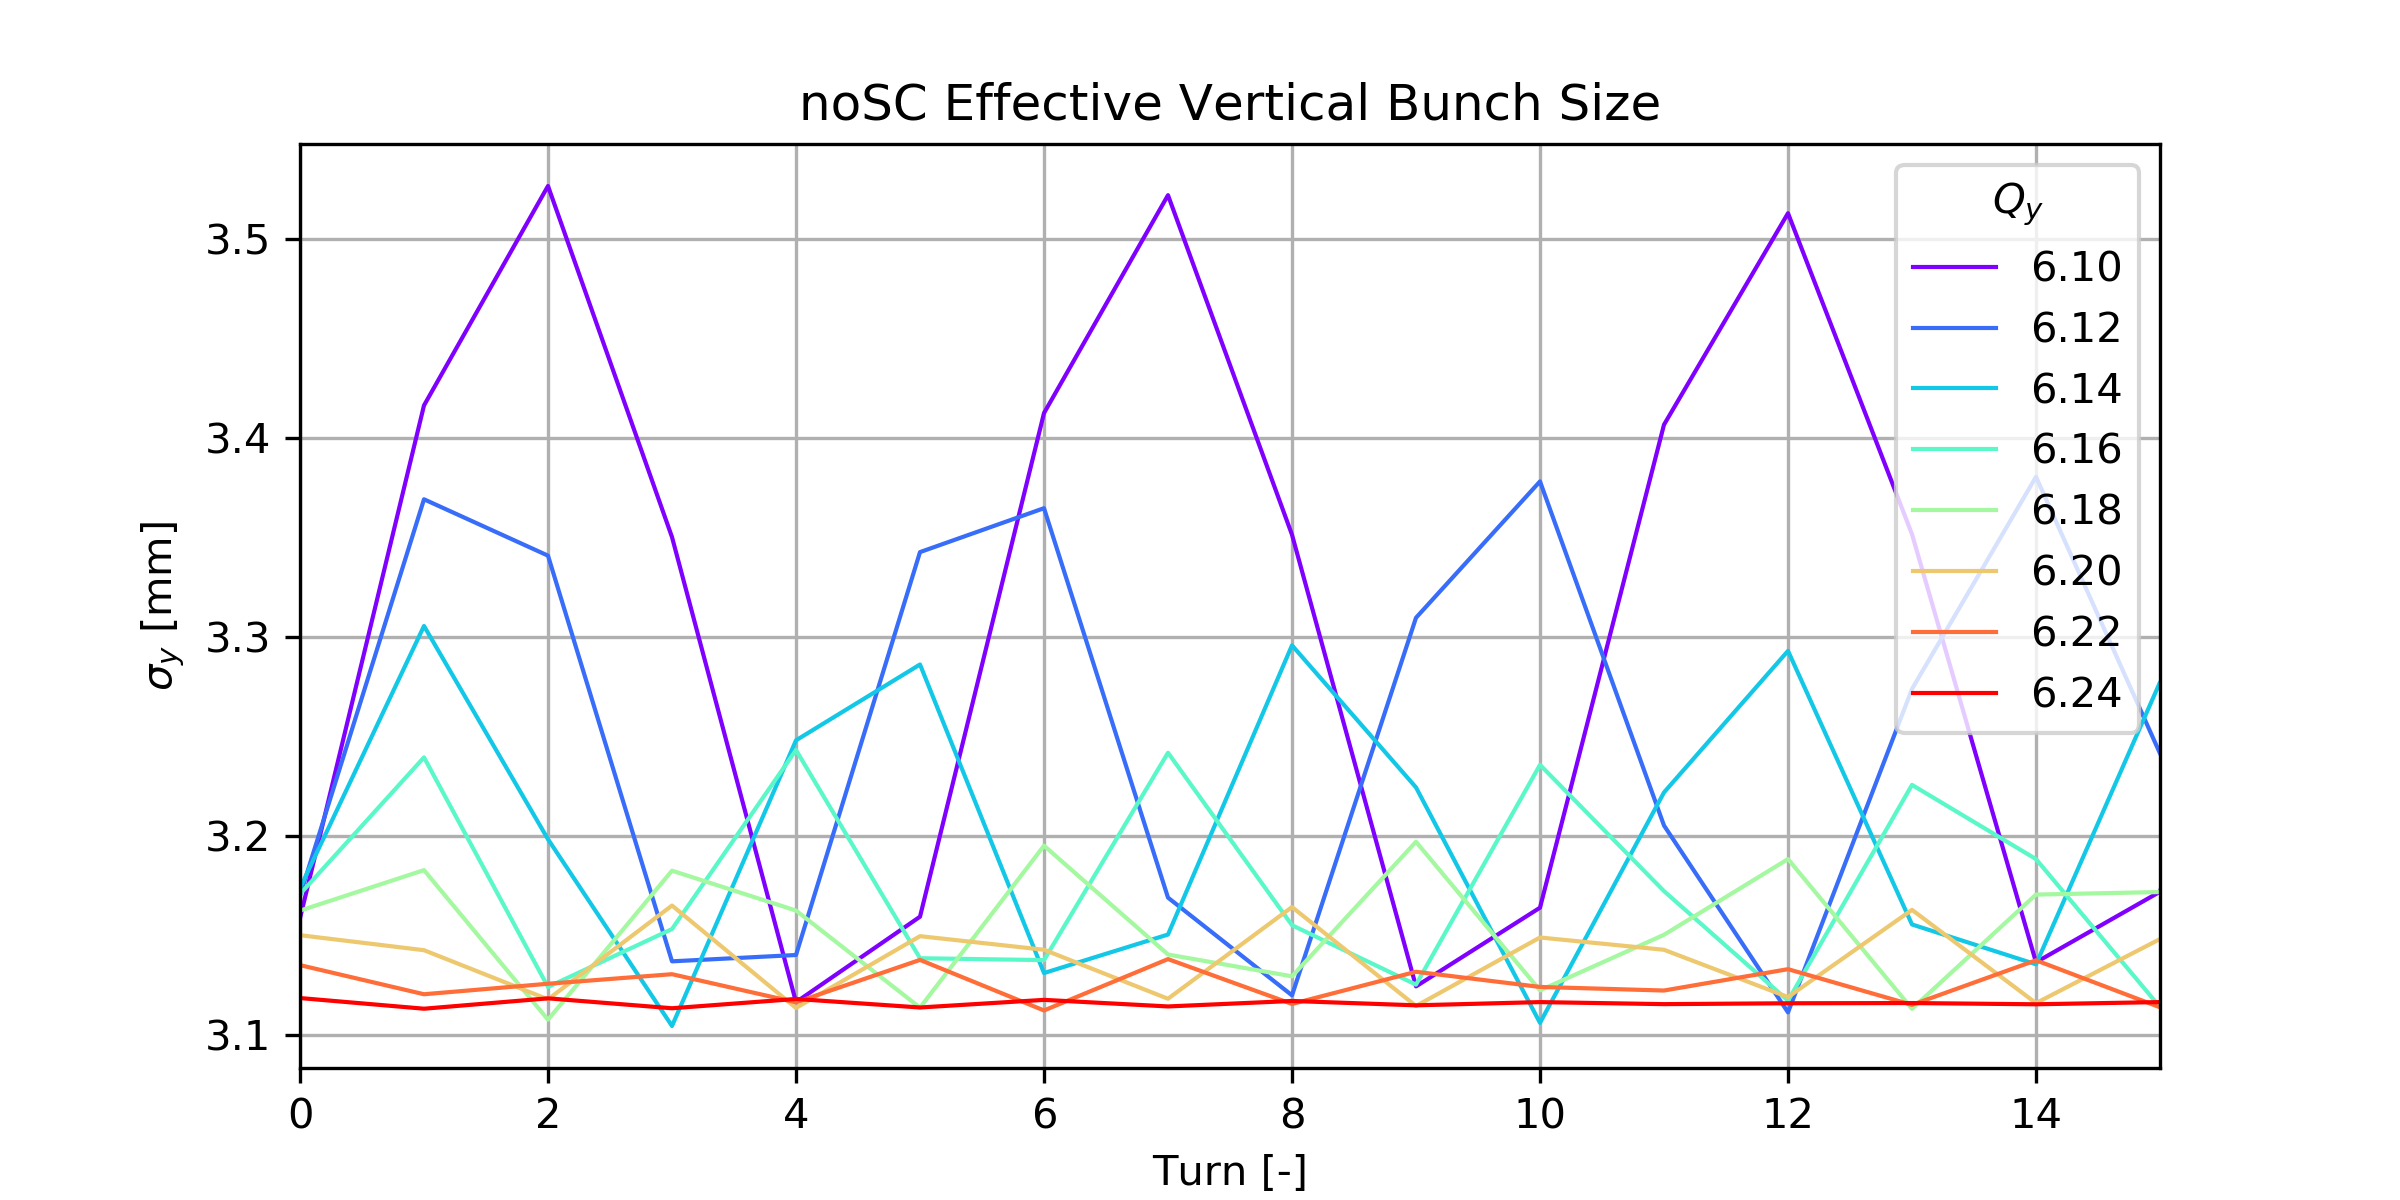 noSC Effective Vertical Bunch Size
σy [mm]
3.5
3.4
3.3
3.2
3.1
0 2 4 6 8 10 12 14
Turn [-]
Qy
6.10
6.12
6.14
6.16
6.18
6.20
6.22
6.24